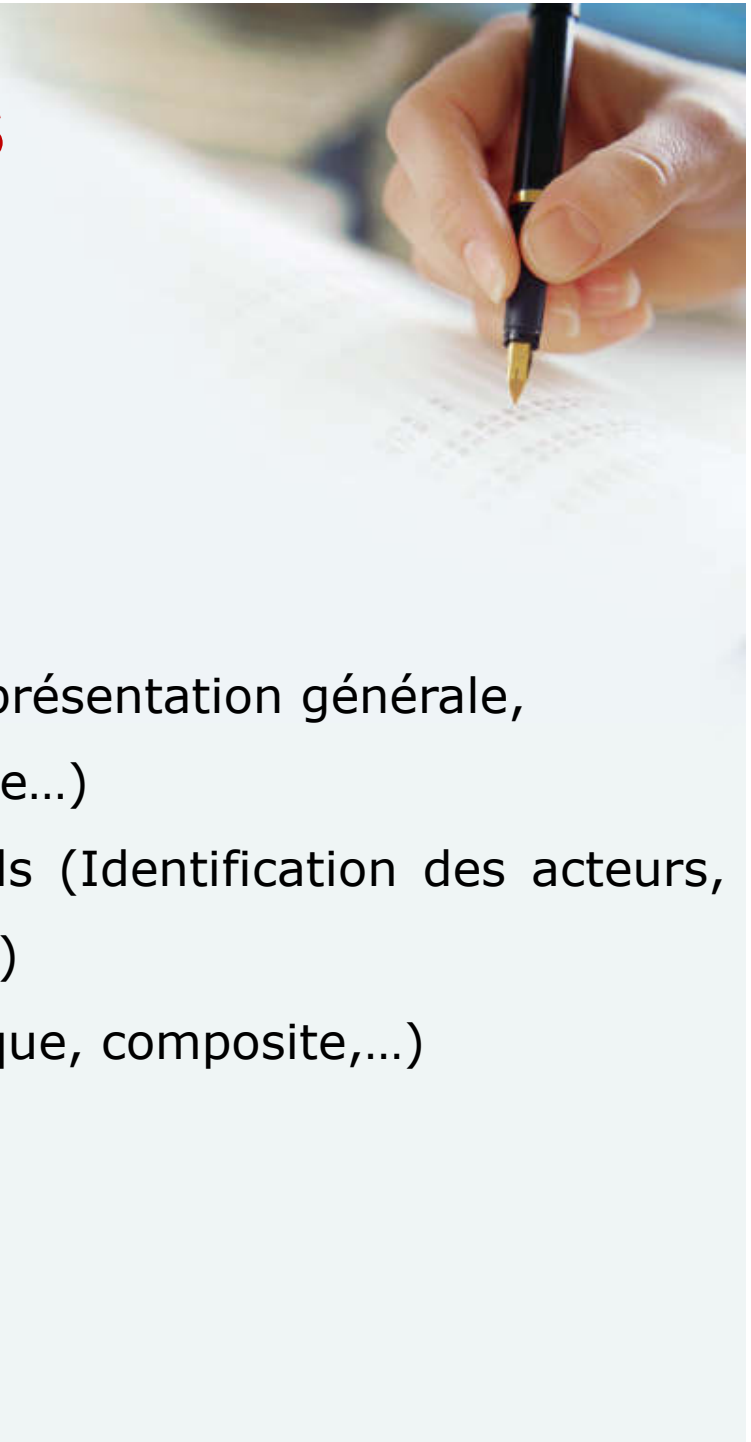 s
présentation générale,
e…)
ls (Identification des acteurs,
)
que, composite,…)